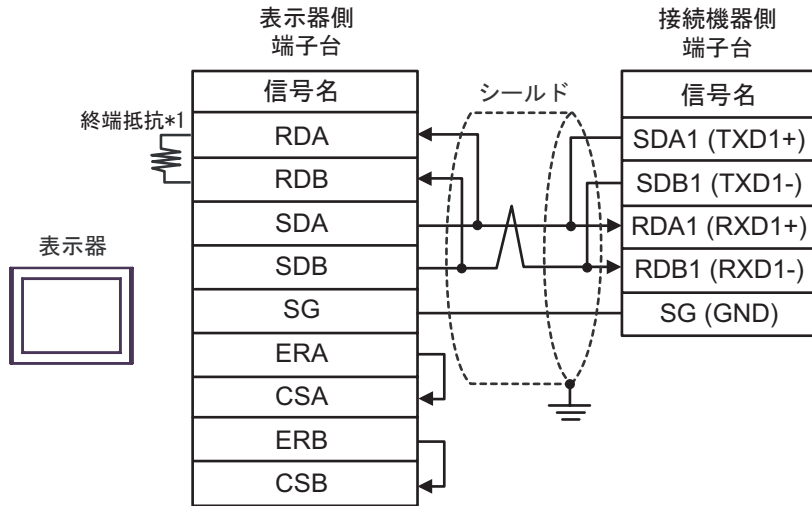 表示器側
端子台
接続機器側
端子台
信号名
シールド
信号名
終端抵抗*1
RDA
SDA1 (TXD1+)
RDB
SDB1 (TXD1-)
SDA
RDA1 (RXD1+)
表示器
SDB
RDB1 (RXD1-)
SG
SG (GND)
ERA
CSA
ERB
CSB